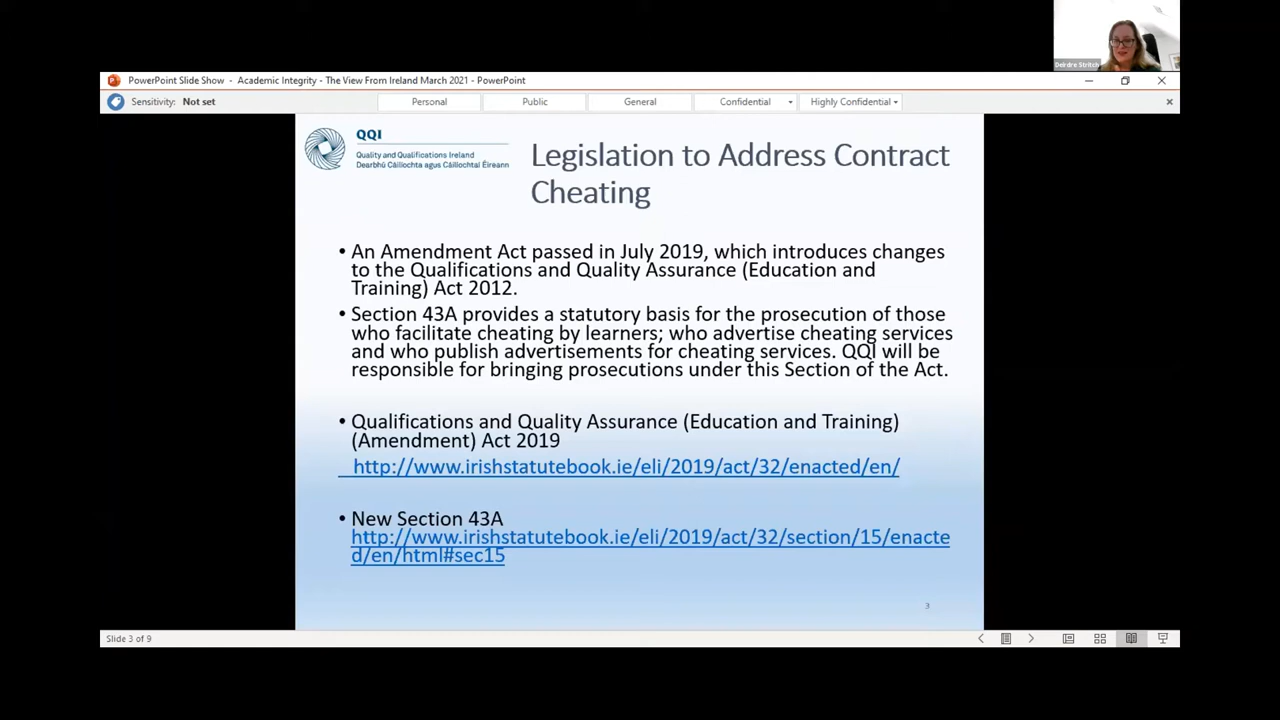 Deirdre Stritch
PowerPoint Slide Show - Academic Integrity - The View From Ireland March 2021 - PowerPoint
Sensitivity: Not set
Personal
Public
General
Confidential
Highly Confidential
QQI
Quality and Qualifications Ireland
Dearbhú Cáilíochta agus Cáilíochtaí Éireann
Legislation to Address Contract
Cheating
• An Amendment Act passed in July 2019, which introduces changes
to the Qualifications and Quality Assurance (Education and
Training) Act 2012.
• Section 43A provides a statutory basis for the prosecution of those
who facilitate cheating by learners; who advertise cheating services
and who publish advertisements for cheating services. QQI will be
responsible for bringing prosecutions under this Section of the Act.
• Qualifications and Quality Assurance (Education and Training)
(Amendment) Act 2019
http://www.irishstatutebook.ie/eli/2019/act/32/enacted/en/
• New Section 43A
http://www.irishstatutebook.ie/eli/2019/act/32/section/15/enacte
d/en/html#sec15
3
Slide 3 of 9